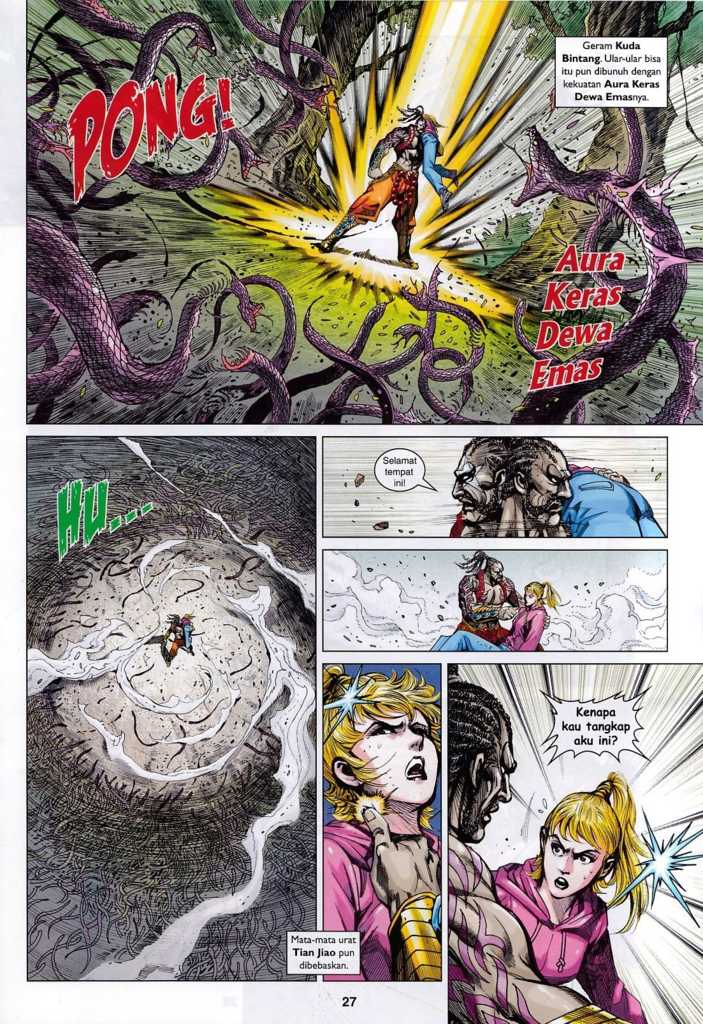 PONG!
Geram Kuda
Bintang. Ular-ular bisa
itu pun dibunuh dengan
kekuatan Aura Keras
Dewa Emasnya.
Aura
Keras
Dewa
Emas
HU...
Selamat
tempat
ini!
Mata-mata urat
Tian Jiao pun
dibebaskan.
Kenapa
kau tangkap
aku ini?
27